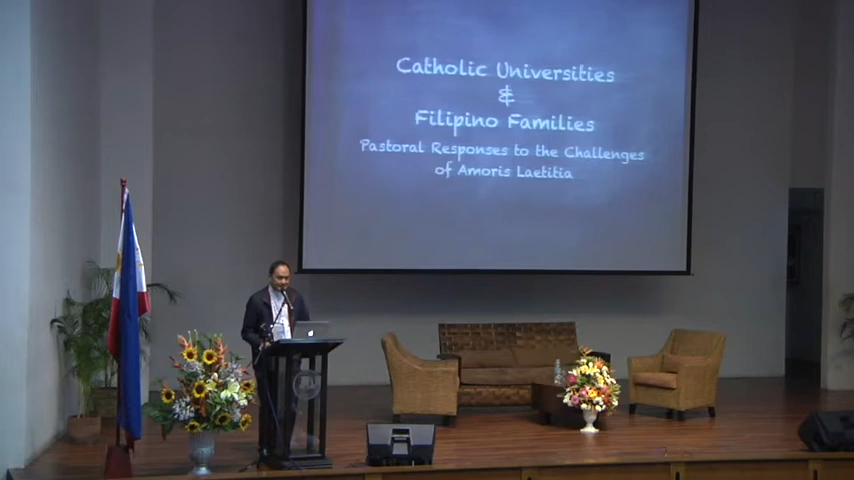 Catholic Universities
&
Filipino Families
Pastoral Responses to the Challenges
of Amoris Laetitia